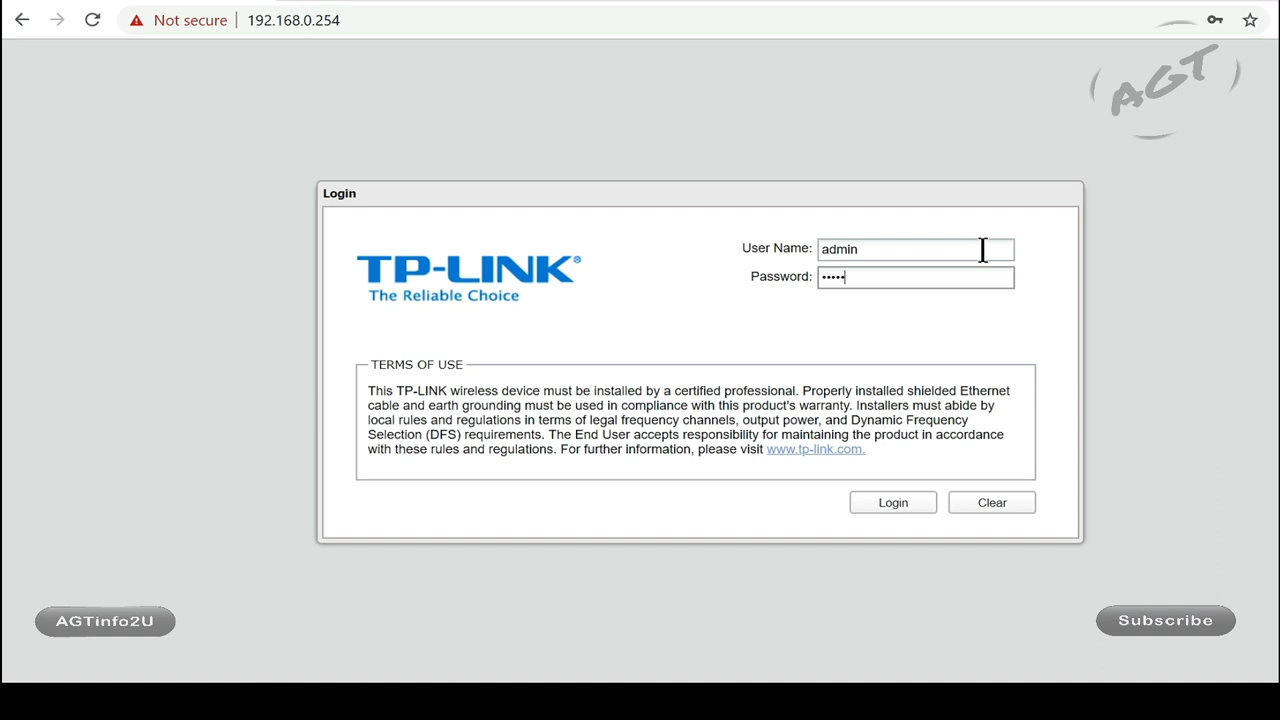 Not secure | 192.168.0.254
AGT
Login
TP-LINK®
The Reliable Choice
User Name: admin
Password: •••••
TERMS OF USE
This TP-LINK wireless device must be installed by a certified professional. Properly installed shielded Ethernet
cable and earth grounding must be used in compliance with this product's warranty. Installers must abide by
local rules and regulations in terms of legal frequency channels, output power, and Dynamic Frequency
Selection (DFS) requirements. The End User accepts responsibility for maintaining the product in accordance
with these rules and regulations. For further information, please visit www.tp-link.com.
Login Clear
AGTinfo2U
Subscribe